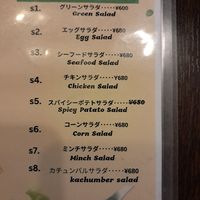 s1. グリーンサラダ・・・・・¥600
Green Salad
s2. エッグサラダ・・・・・¥680
Egg Salad
s3. シーフードサラダ・・・・・¥680
Seafood Salad
s4 チキンサラダ・・・・・¥680
Chicken Salad
s5. スパイシーポテトサラダ・・¥680
Spicy Potato Salad
s6. コーンサラダ・・・・・¥680
Corn Salad
s7. ミンチサラダ・・・・・¥680
Minch Salad
s8. カチュンバルサラダ・・・・¥680
kachumber salad